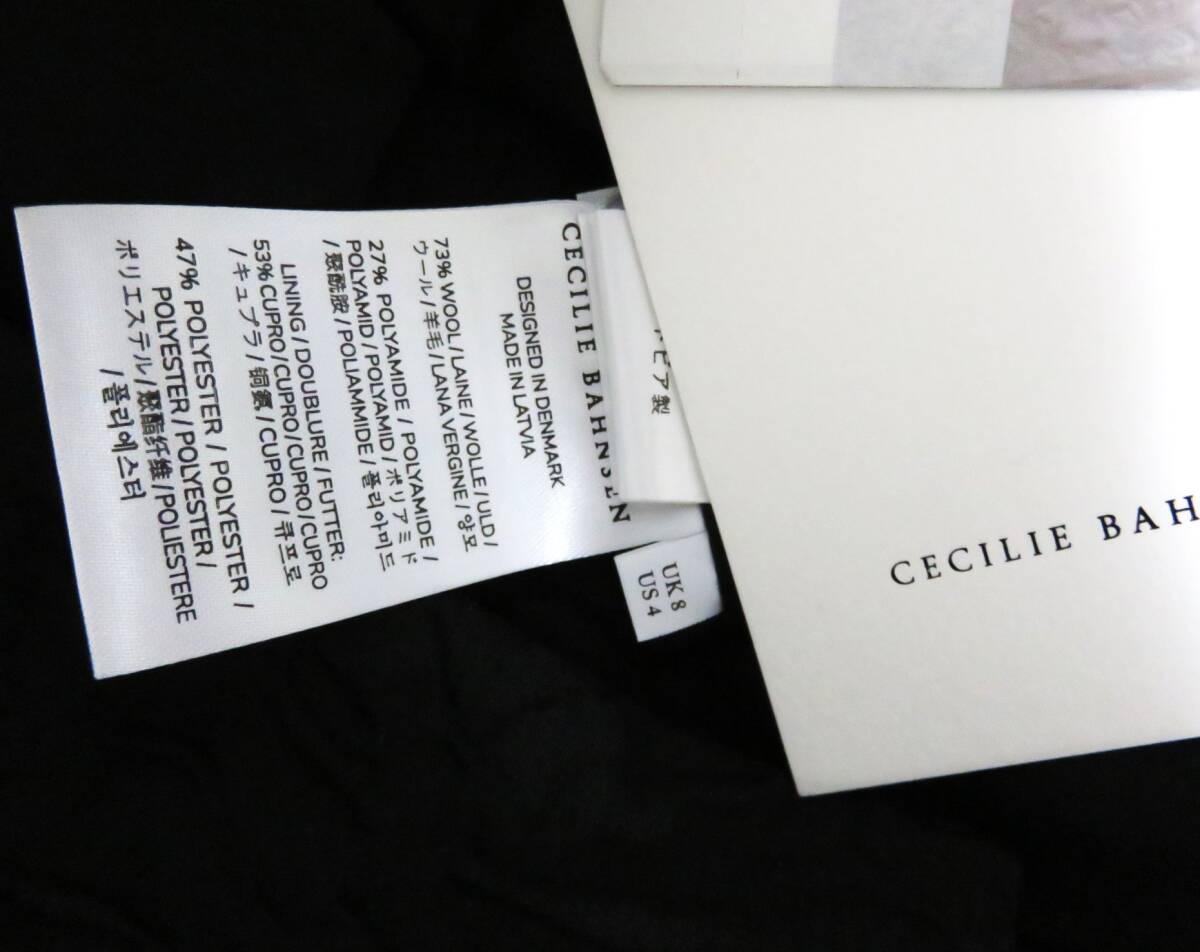 CECILIE BAHNSEN
DESIGNED IN DENMARK
MADE IN LATVIA
73% WOOL / LAINE / WOLLE / ULD /
ウール / 羊毛 / LANA VERGINE / 양모
27% POLYAMIDE / POLYAMIDE /
POLYAMID / POLYAMID / ポリアミド
/ 聚酰胺 / POLIAMMIDE / 폴리아미드
LINING / DOUBLURE / FUTTER:
53% CUPRO/CUPRO/CUPRO/CUPRO
/ キュプラ / 铜氨 / CUPRO / 큐프로
47% POLYESTER / POLYESTER /
POLYESTER / POLYESTER /
ポリエステル/聚酯纤维 /POLIESTERE
/ 폴리에스터
ビア製
UK 8
US 4
CECILIE BAH